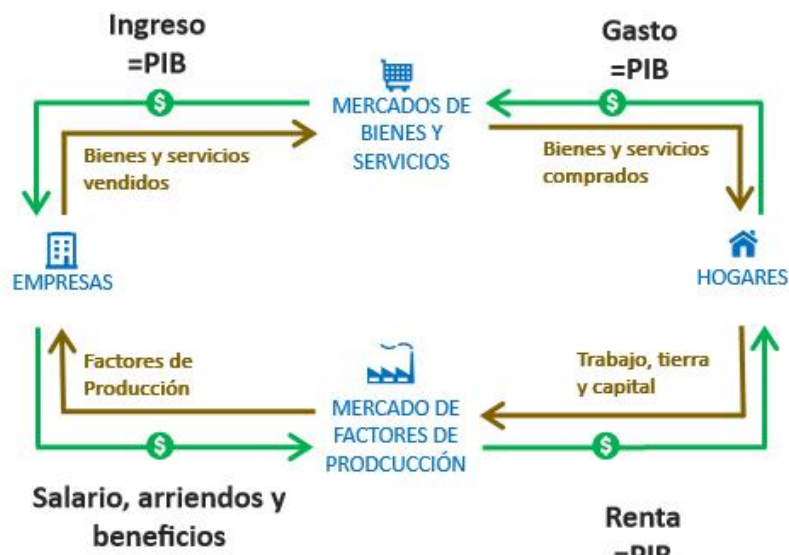 Ingreso
=PIB
Gasto
=PIB
$
$
MERCADOS DE
BIENES Y
SERVICIOS
Bienes y servicios
vendidos
Bienes y servicios
comprados
EMPRESAS
HOGARES
Factores de
Producción
Trabajo, tierra
y capital
MERCADO DE
FACTORES DE
PRODCUCCIÓN
$
$
Salario, arriendos y
beneficios
Renta
=PIB